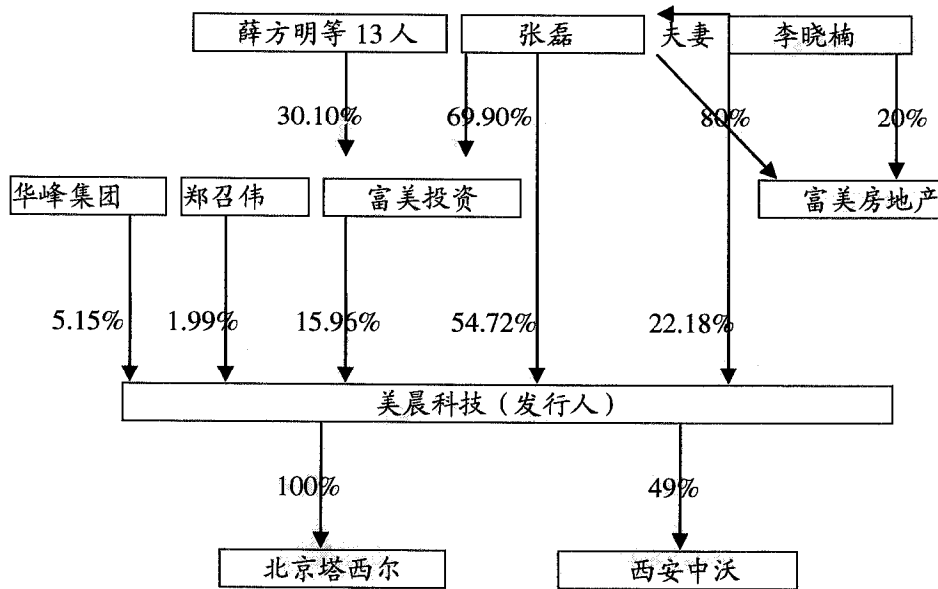 薛方明等13人
张磊
夫妻
李晓楠
30.10%
69.90%
80%
20%
华峰集团
郑召伟
富美投资
富美房地产
5.15%
1.99%
15.96%
54.72%
22.18%
美晨科技（发行人）
100%
49%
北京塔西尔
西安中沃